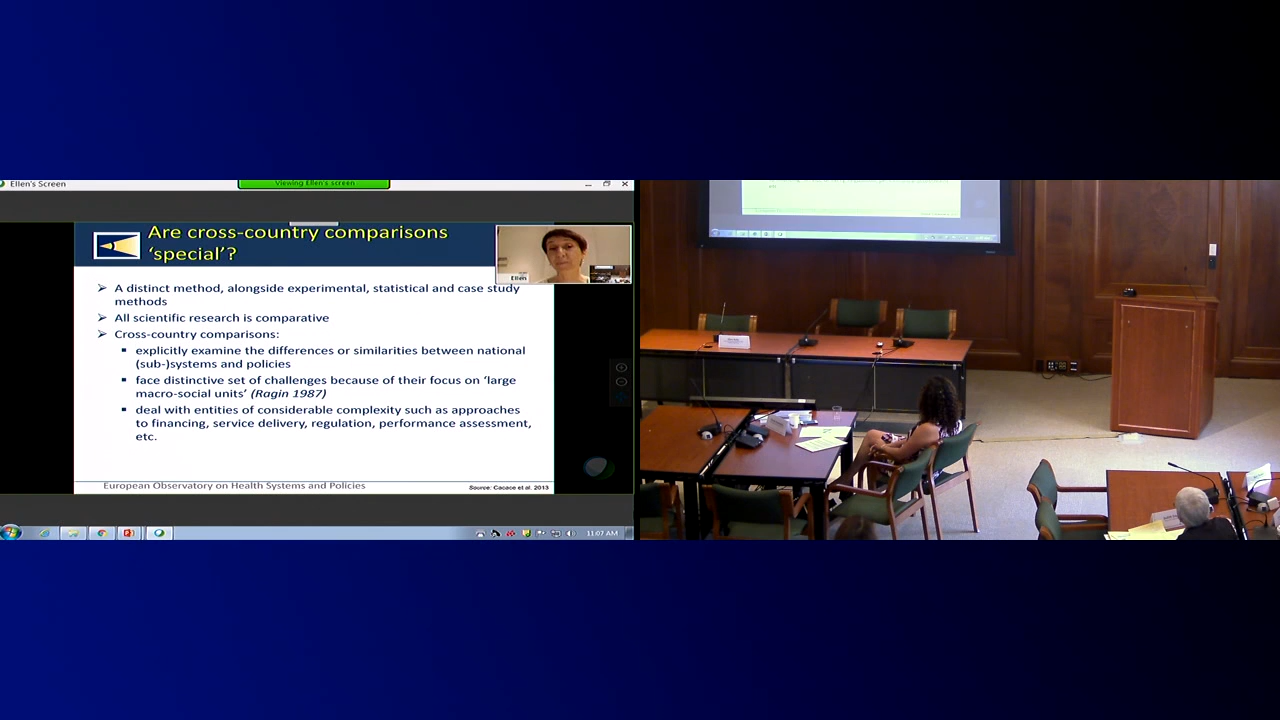 Ellen's Screen
Viewing Ellen's screen
Are cross-country comparisons
'special'?
Ellen
A distinct method, alongside experimental, statistical and case study
methods
All scientific research is comparative
Cross-country comparisons:
explicitly examine the differences or similarities between national
(sub-)systems and policies
face distinctive set of challenges because of their focus on 'large
macro-social units' (Ragin 1987)
deal with entities of considerable complexity such as approaches
to financing, service delivery, regulation, performance assessment,
etc.
European Observatory on Health Systems and Policies
Source: Cacace et al. 2013
11:07 AM